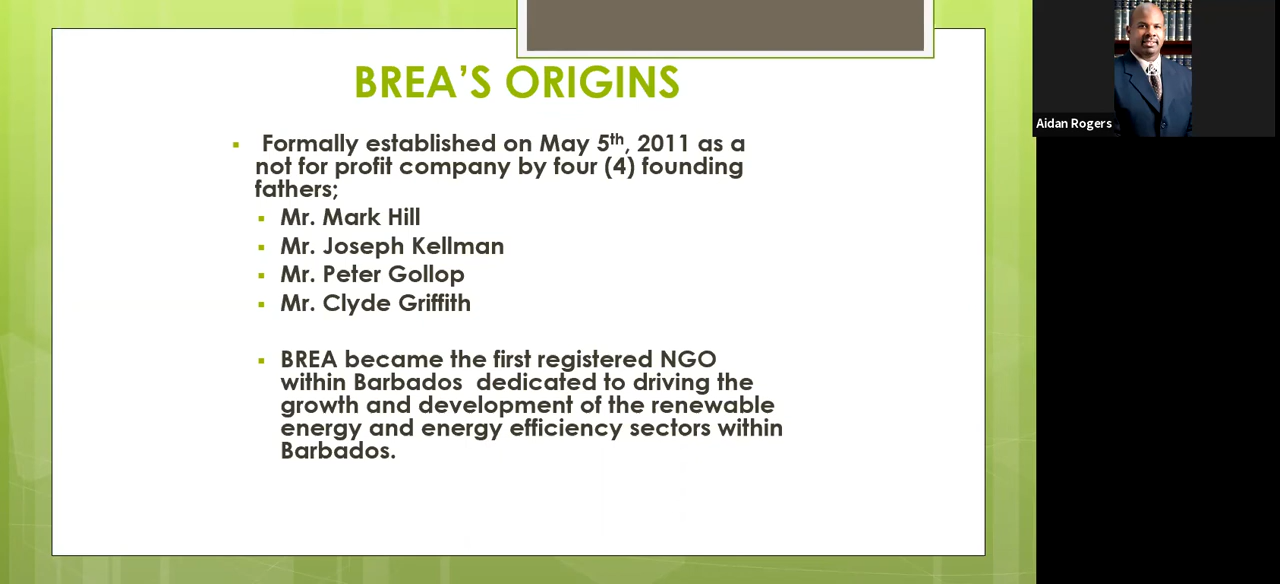 BREA’S ORIGINS
Formally established on May 5th, 2011 as a
not for profit company by four (4) founding
fathers;
Mr. Mark Hill
Mr. Joseph Kellman
Mr. Peter Gollop
Mr. Clyde Griffith
BREA became the first registered NGO
within Barbados dedicated to driving the
growth and development of the renewable
energy and energy efficiency sectors within
Barbados.
Aidan Rogers